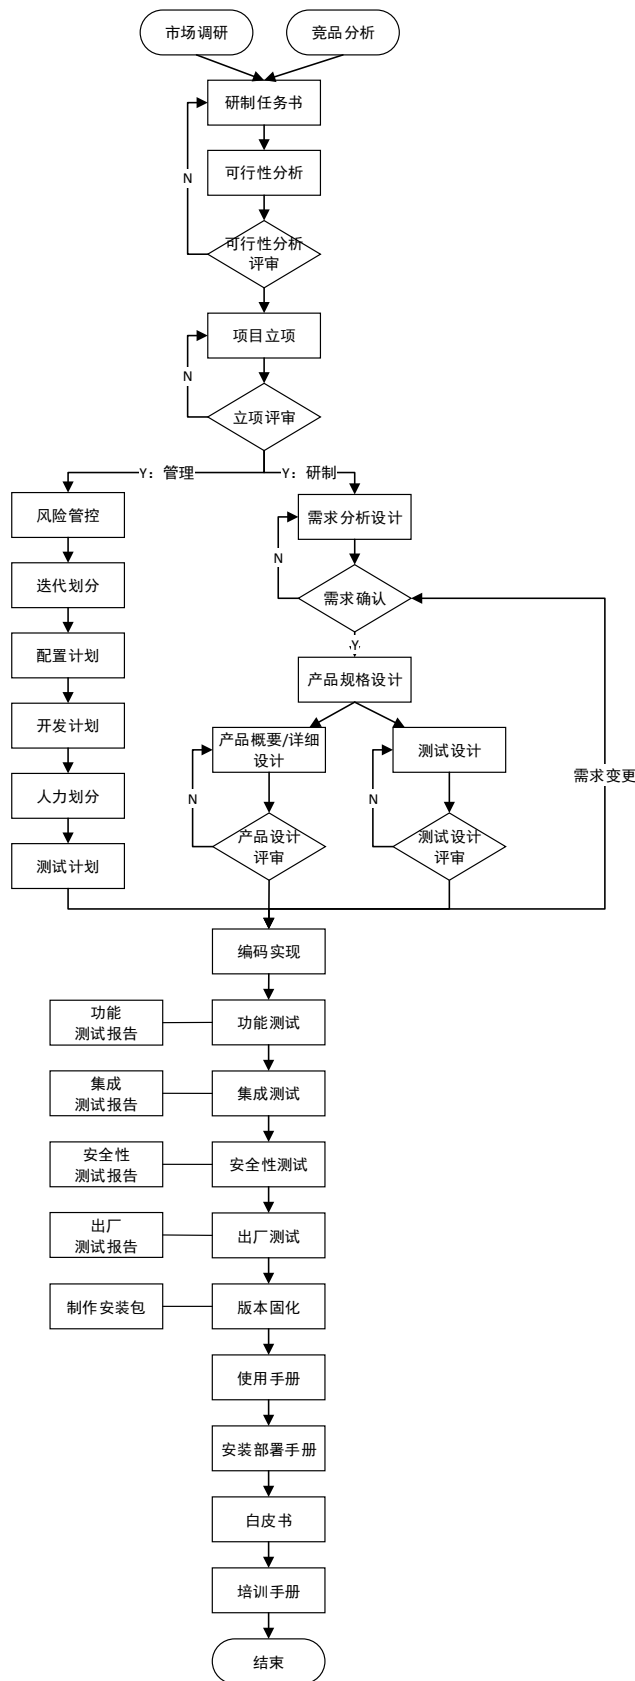 市场调研
竞品分析
研制任务书
N
可行性分析
可行性分析
评审
项目立项
N
立项评审
Y：管理
Y：研制
风险管控
需求分析设计
N
迭代划分
需求确认
配置计划
Y
产品规格设计
开发计划
产品概要/详细
设计
测试设计
需求变更
人力划分
N
N
测试计划
产品设计
评审
测试设计
评审
编码实现
功能
测试报告
功能测试
集成
测试报告
集成测试
安全性
测试报告
安全性测试
出厂
测试报告
出厂测试
制作安装包
版本固化
使用手册
安装部署手册
白皮书
培训手册
结束